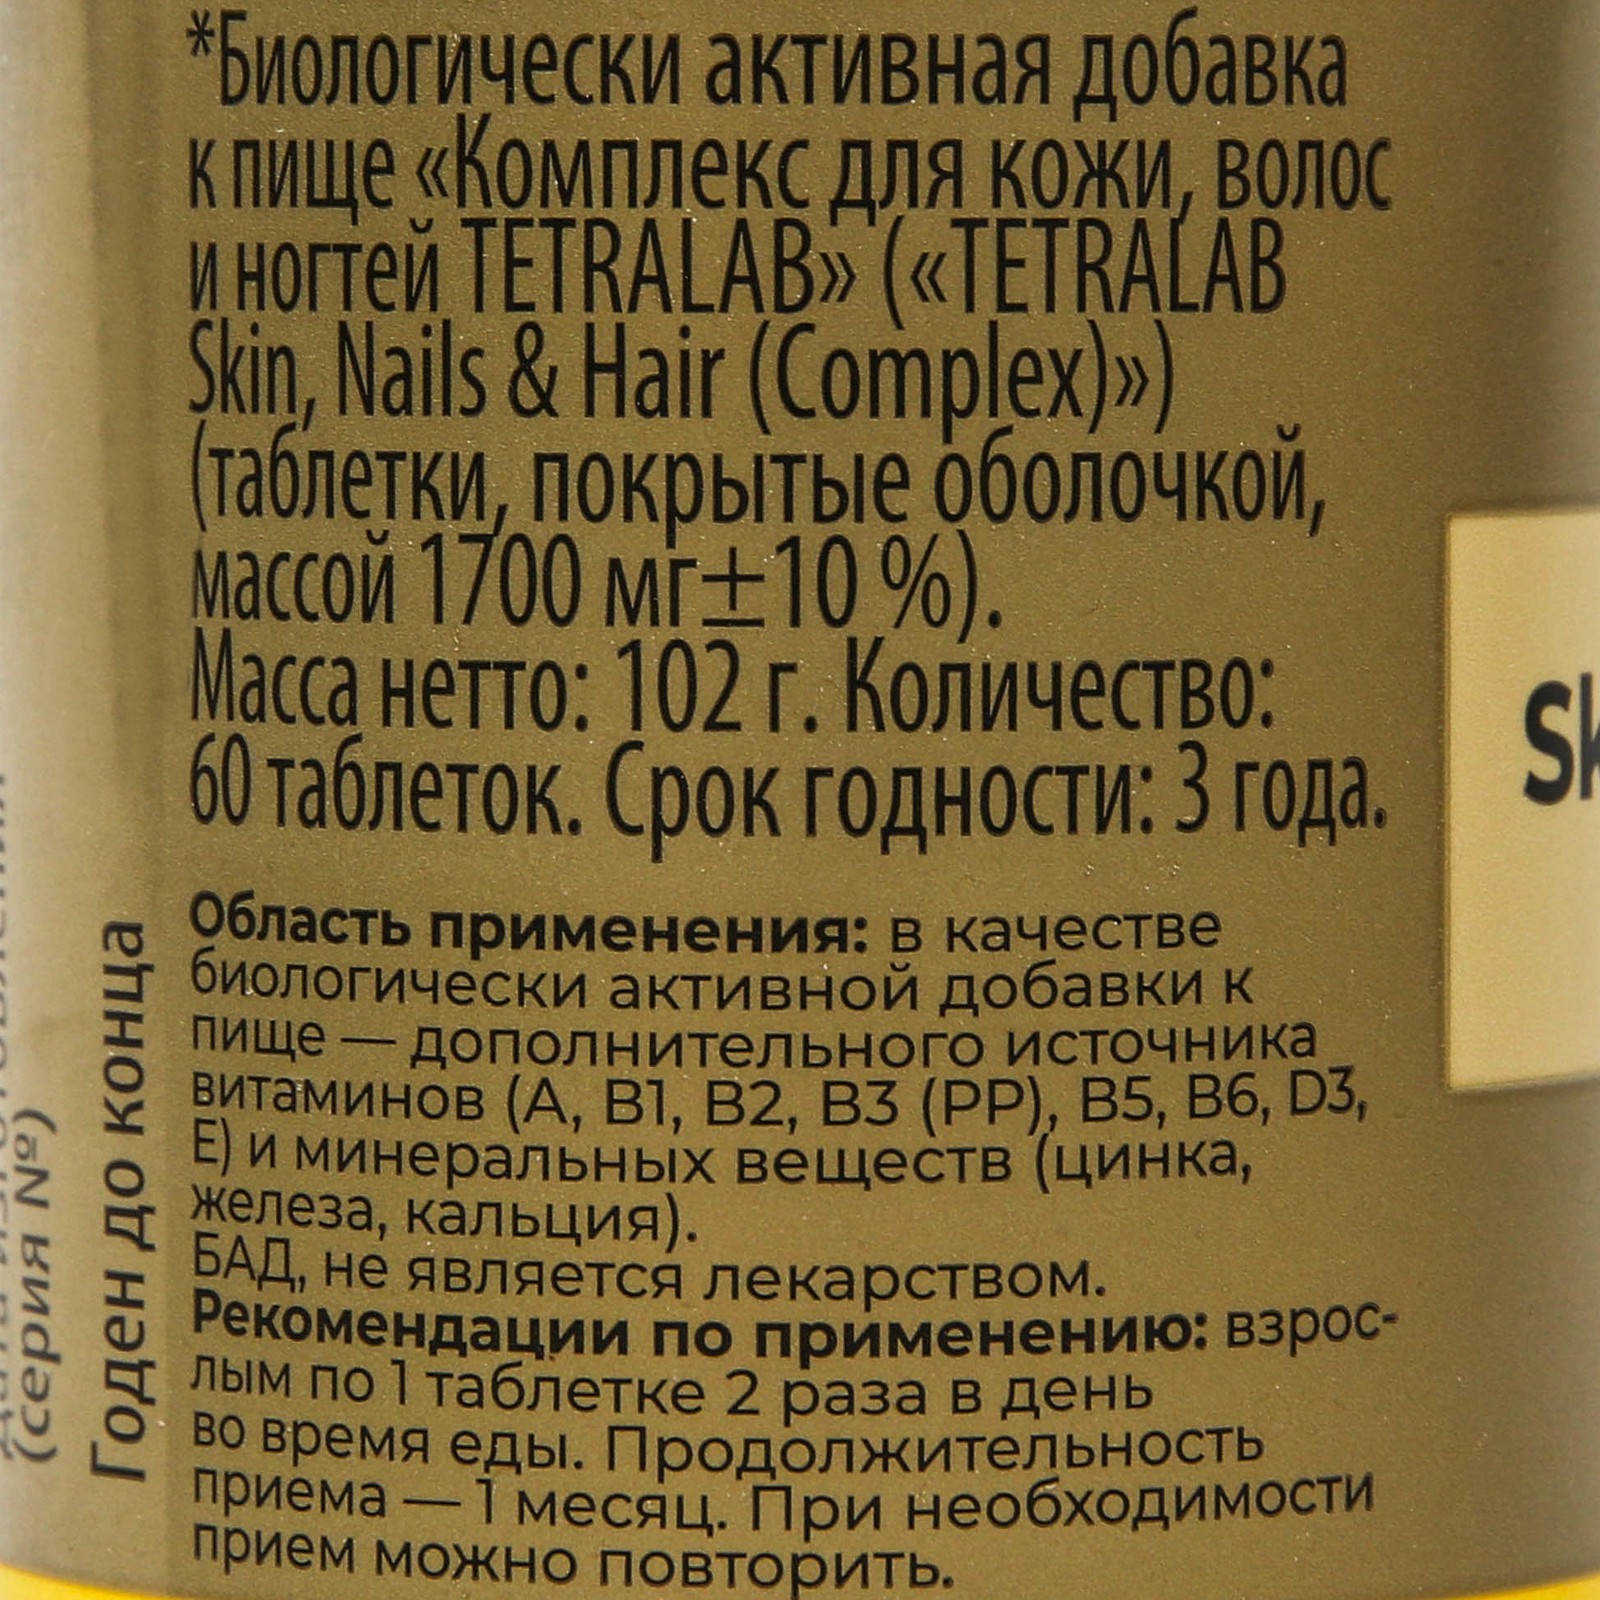 *Биологически активная добавка
к пище «Комплекс для кожи, волос
и ногтей TETRALAB» («TETRALAB
Skin, Nails & Hair (Complex)»)
(таблетки, покрытые оболочкой,
массой 1700 мг±10 %).
Масса нетто: 102 г. Количество:
60 таблеток. Срок годности: 3 года.
Область применения: в качестве
биологически активной добавки к
пище — дополнительного источника
витаминов (A, B1, B2, B3 (PP), B5, B6, D3,
E) и минеральных веществ (цинка,
железа, кальция).
БАД, не является лекарством.
Рекомендации по применению: взрос-
лым по 1 таблетке 2 раза в день
во время еды. Продолжительность
приема — 1 месяц. При необходимости
прием можно повторить.
(серия №)
Годен до конца
Sk